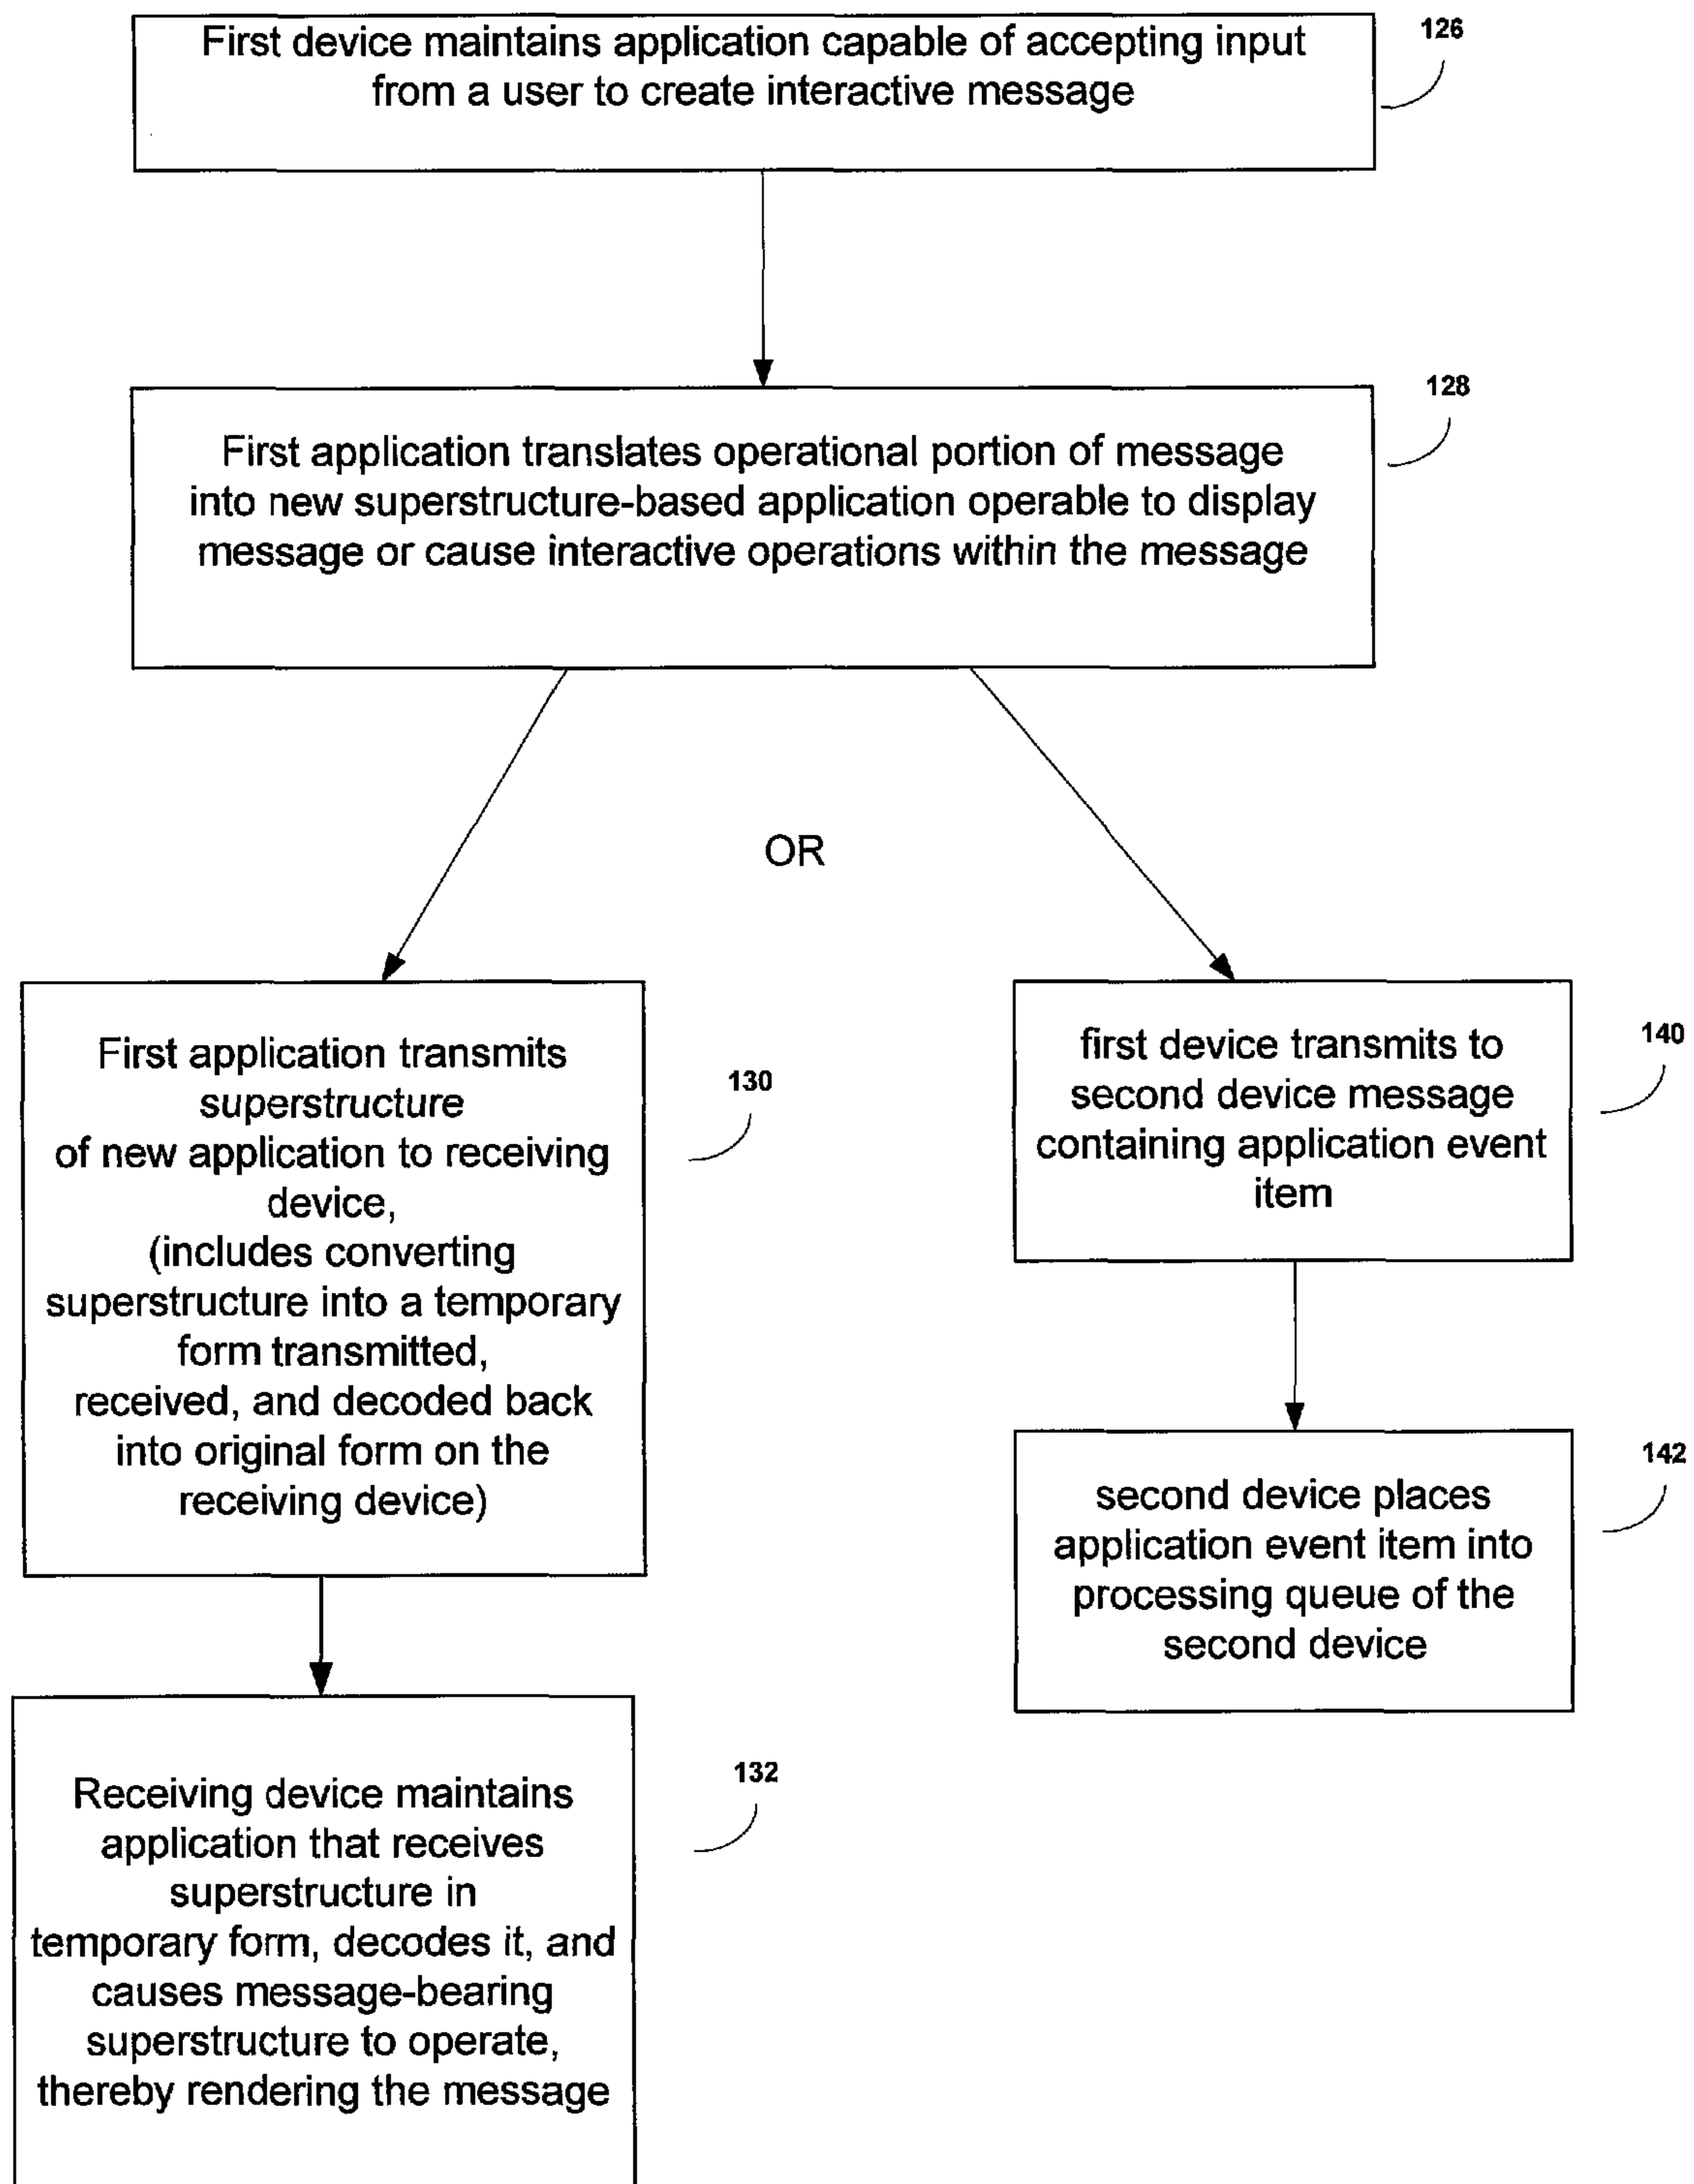 First device maintains application capable of accepting input
from a user to create interactive message
126
First application translates operational portion of message
into new superstructure-based application operable to display
message or cause interactive operations within the message
128
OR
First application transmits
superstructure
of new application to receiving
device,
(includes converting
superstructure into a temporary
form transmitted,
received, and decoded back
into original form on the
receiving device)
130
Receiving device maintains
application that receives
superstructure in
temporary form, decodes it, and
causes message-bearing
superstructure to operate,
thereby rendering the message
132
first device transmits to
second device message
containing application event
item
140
second device places
application event item into
processing queue of the
second device
142